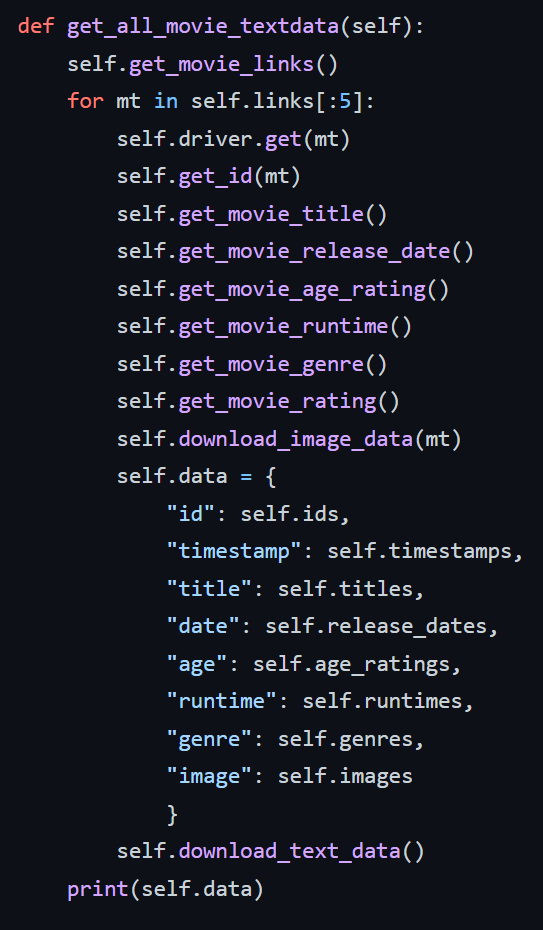 def get_all_movie_textdata(self):
    self.get_movie_links()
    for mt in self.links[:5]:
        self.driver.get(mt)
        self.get_id(mt)
        self.get_movie_title()
        self.get_movie_release_date()
        self.get_movie_age_rating()
        self.get_movie_runtime()
        self.get_movie_genre()
        self.get_movie_rating()
        self.download_image_data(mt)
        self.data = {
            "id": self.ids,
            "timestamp": self.timestamps,
            "title": self.titles,
            "date": self.release_dates,
            "age": self.age_ratings,
            "runtime": self.runtimes,
            "genre": self.genres,
            "image": self.images
            }
        self.download_text_data()
    print(self.data)